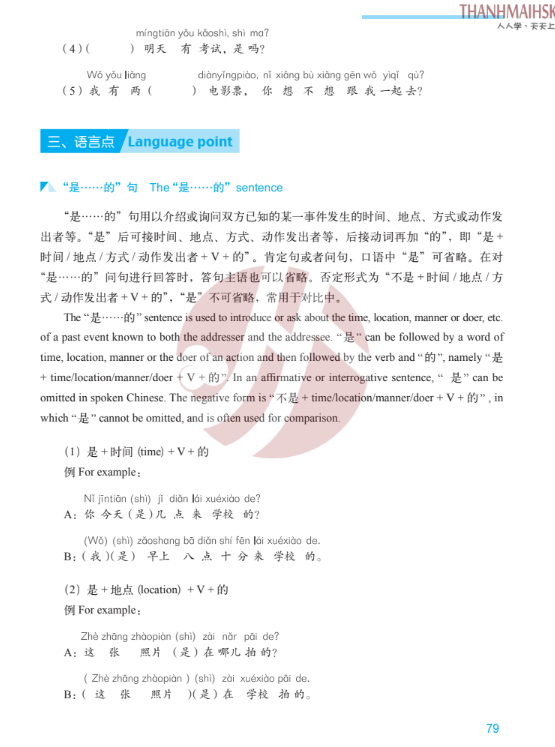 THANHMAIHSK
人人学·天天上
míngtiān yǒu kǎoshì, shì ma?
(4)(    ) 明天 有 考试，是 吗?
Wǒ yǒu liǎng    diànyǐngpiào, nǐ xiǎng bù xiǎng gēn wǒ yìqǐ qù?
(5) 我 有 两 (    ) 电影票， 你 想 不 想 跟 我 一起 去?
三、语言点 Language point
“是……的”句 The “是……的” sentence
“是……的”句用以介绍或询问双方已知的某一事件发生的时间、地点、方式或动作发
出者等。“是”后可接时间、地点、方式、动作发出者等，后接动词再加“的”，即“是 +
时间 / 地点 / 方式 / 动作发出者 + V + 的”。肯定句或者问句，口语中“是”可省略。在对
“是……的”问句进行回答时，答句主语也可以省略。否定形式为“不是 + 时间 / 地点 / 方
式 / 动作发出者 + V + 的”，“是”不可省略，常用于对比中。
The “是……的” sentence is used to introduce or ask about the time, location, manner or doer, etc.
of a past event known to both the addresser and the addressee. “是” can be followed by a word of
time, location, manner or the doer of an action and then followed by the verb and “的”, namely “是
+ time/location/manner/doer + V + 的”. In an affirmative or interrogative sentence, “ 是” can be
omitted in spoken Chinese. The negative form is “不是 + time/location/manner/doer + V + 的” , in
which “是” cannot be omitted, and is often used for comparison.
(1) 是 + 时间 (time) + V + 的
例 For example：
Nǐ jīntiān (shì) jǐ diǎn lái xuéxiào de?
A：你 今天 (是) 几 点 来 学校 的?
(Wǒ) (shì) zǎoshang bā diǎn shí fēn lái xuéxiào de.
B：( 我 )(是) 早上 八 点 十 分 来 学校 的。
(2) 是 + 地点 (location) + V + 的
例 For example：
Zhè zhāng zhàopiàn (shì) zài nǎr pāi de?
A：这 张 照片 (是) 在 哪儿 拍 的?
( Zhè zhāng zhàopiàn ) (shì) zài xuéxiào pāi de.
B：( 这 张 照片 )(是) 在 学校 拍 的。
79